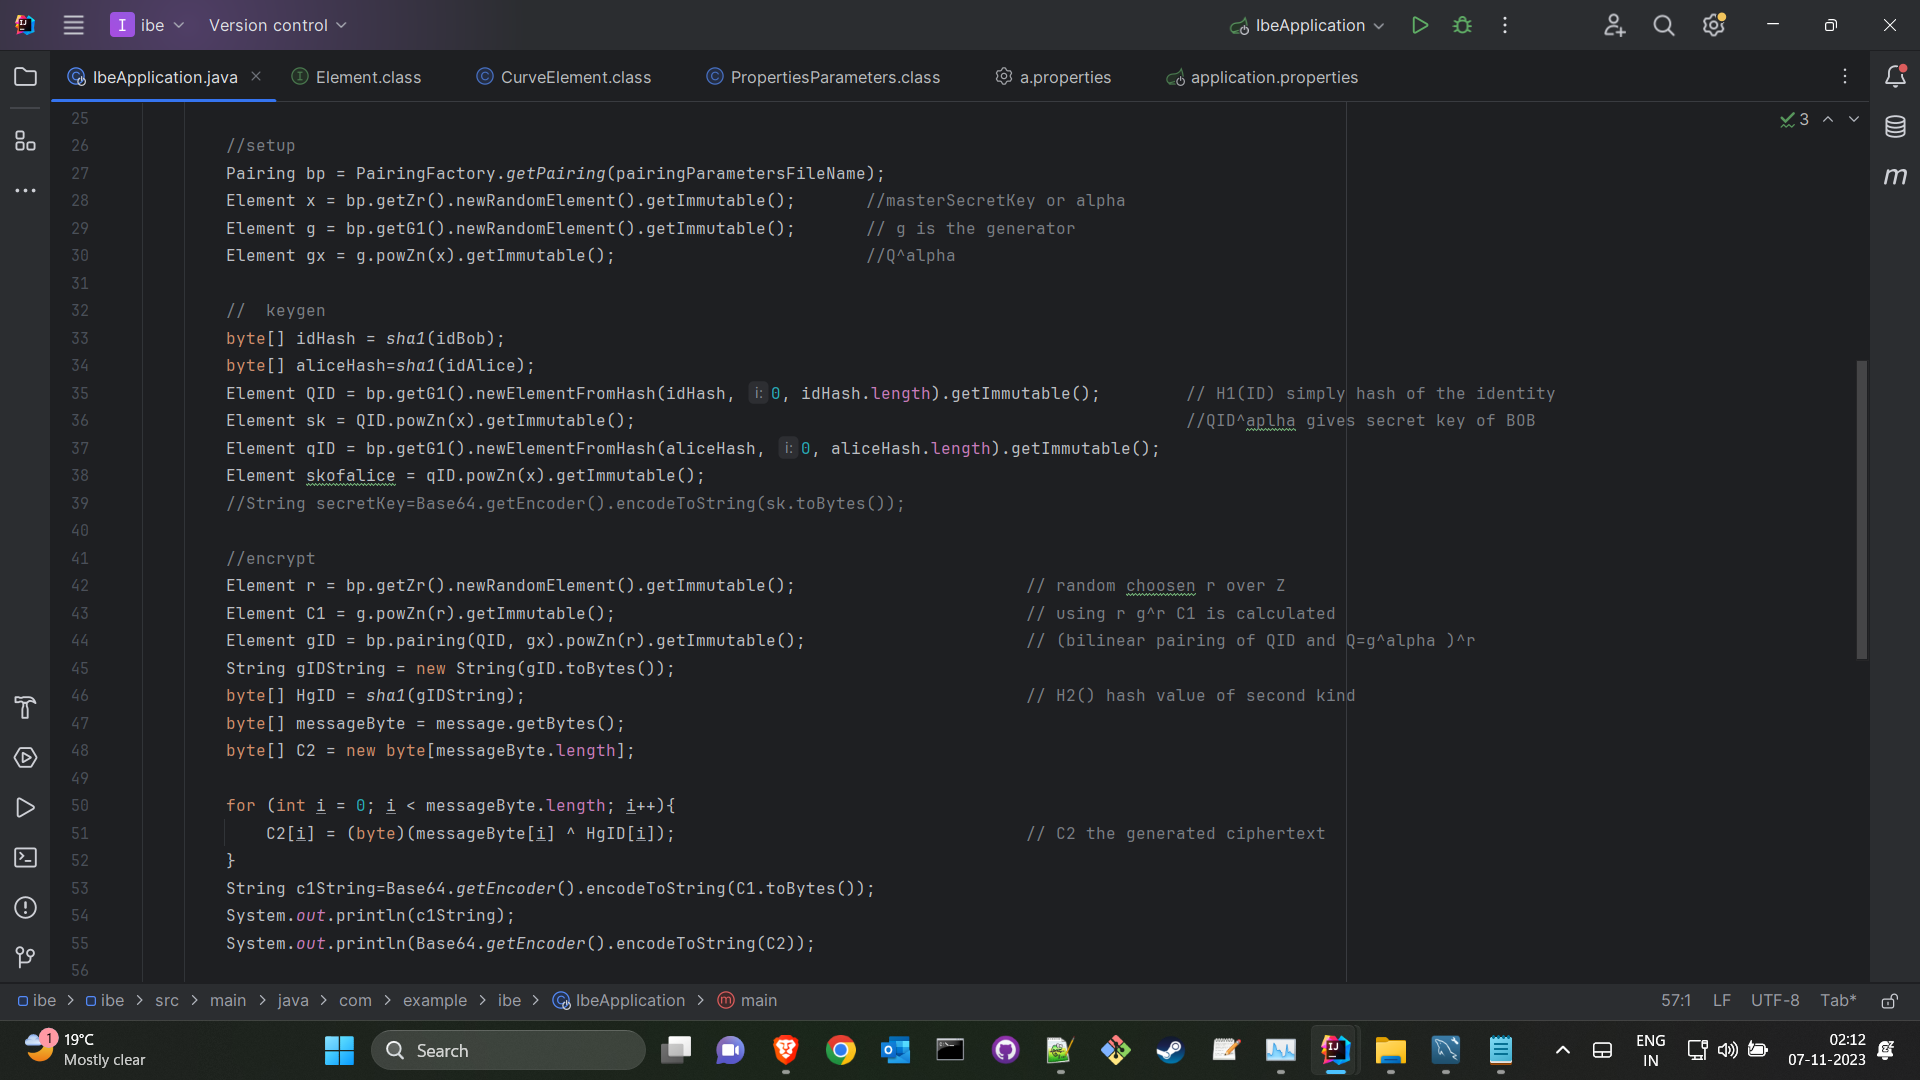 ibe
Version control
IbeApplication
IbeApplication.java
Element.class
CurveElement.class
PropertiesParameters.class
a.properties
application.properties
3
25
26 //setup
27 Pairing bp = PairingFactory.getPairing(pairingParametersFileName);
28 Element x = bp.getZr().newRandomElement().getImmutable(); //masterSecretKey or alpha
29 Element g = bp.getG1().newRandomElement().getImmutable(); // g is the generator
30 Element gx = g.powZn(x).getImmutable(); //Q^alpha
31
32 // keygen
33 byte[] idHash = sha1(idBob);
34 byte[] aliceHash=sha1(idAlice);
35 Element QID = bp.getG1().newElementFromHash(idHash, i: 0, idHash.length).getImmutable(); // H1(ID) simply hash of the identity
36 Element sk = QID.powZn(x).getImmutable(); //QID^aplha gives secret key of BOB
37 Element qID = bp.getG1().newElementFromHash(aliceHash, i: 0, aliceHash.length).getImmutable();
38 Element skofalice = qID.powZn(x).getImmutable();
39 //String secretKey=Base64.getEncoder().encodeToString(sk.toBytes());
40
41 //encrypt
42 Element r = bp.getZr().newRandomElement().getImmutable(); // random choosen r over Z
43 Element C1 = g.powZn(r).getImmutable(); // using r g^r C1 is calculated
44 Element gID = bp.pairing(QID, gx).powZn(r).getImmutable(); // (bilinear pairing of QID and Q=g^alpha )^r
45 String gIDString = new String(gID.toBytes());
46 byte[] HgID = sha1(gIDString); // H2() hash value of second kind
47 byte[] messageByte = message.getBytes();
48 byte[] C2 = new byte[messageByte.length];
49
50 for (int i = 0; i < messageByte.length; i++){
51 C2[i] = (byte)(messageByte[i] ^ HgID[i]); // C2 the generated ciphertext
52 }
53 String c1String=Base64.getEncoder().encodeToString(C1.toBytes());
54 System.out.println(c1String);
55 System.out.println(Base64.getEncoder().encodeToString(C2));
56
ibe > ibe > src > main > java > com > example > ibe > IbeApplication > main
57:1 LF UTF-8 Tab*
1
19°C
Mostly clear
Search
ENG
IN
02:12
07-11-2023